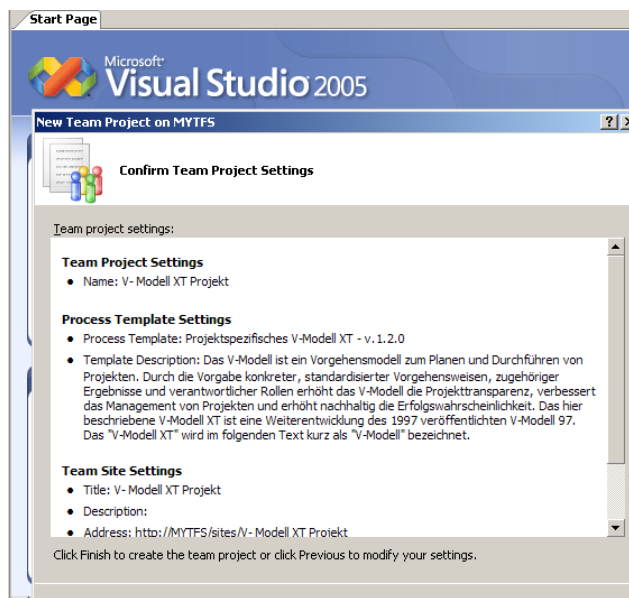 Start Page
Microsoft
Visual Studio 2005
New Team Project on MYTFS
Confirm Team Project Settings
Team project settings:
Team Project Settings
Name: V- Modell XT Projekt
Process Template Settings
Process Template: Projektspezifisches V-Modell XT - v.1.2.0
Template Description: Das V-Modell ist ein Vorgehensmodell zum Planen und Durchführen von
Projekten. Durch die Vorgabe konkreter, standardisierter Vorgehensweisen, zugehöriger
Ergebnisse und verantwortlicher Rollen erhöht das V-Modell die Projekttransparenz, verbessert
das Management von Projekten und erhöht nachhaltig die Erfolgswahrscheinlichkeit. Das hier
beschriebene V-Modell XT ist eine Weiterentwicklung des 1997 veröffentlichten V-Modell 97.
Das "V-Modell XT" wird im folgenden Text kurz als "V-Modell" bezeichnet.
Team Site Settings
Title: V- Modell XT Projekt
Description:
Address: http://MYTFS/sites/V- Modell XT Projekt
Click Finish to create the team project or click Previous to modify your settings.